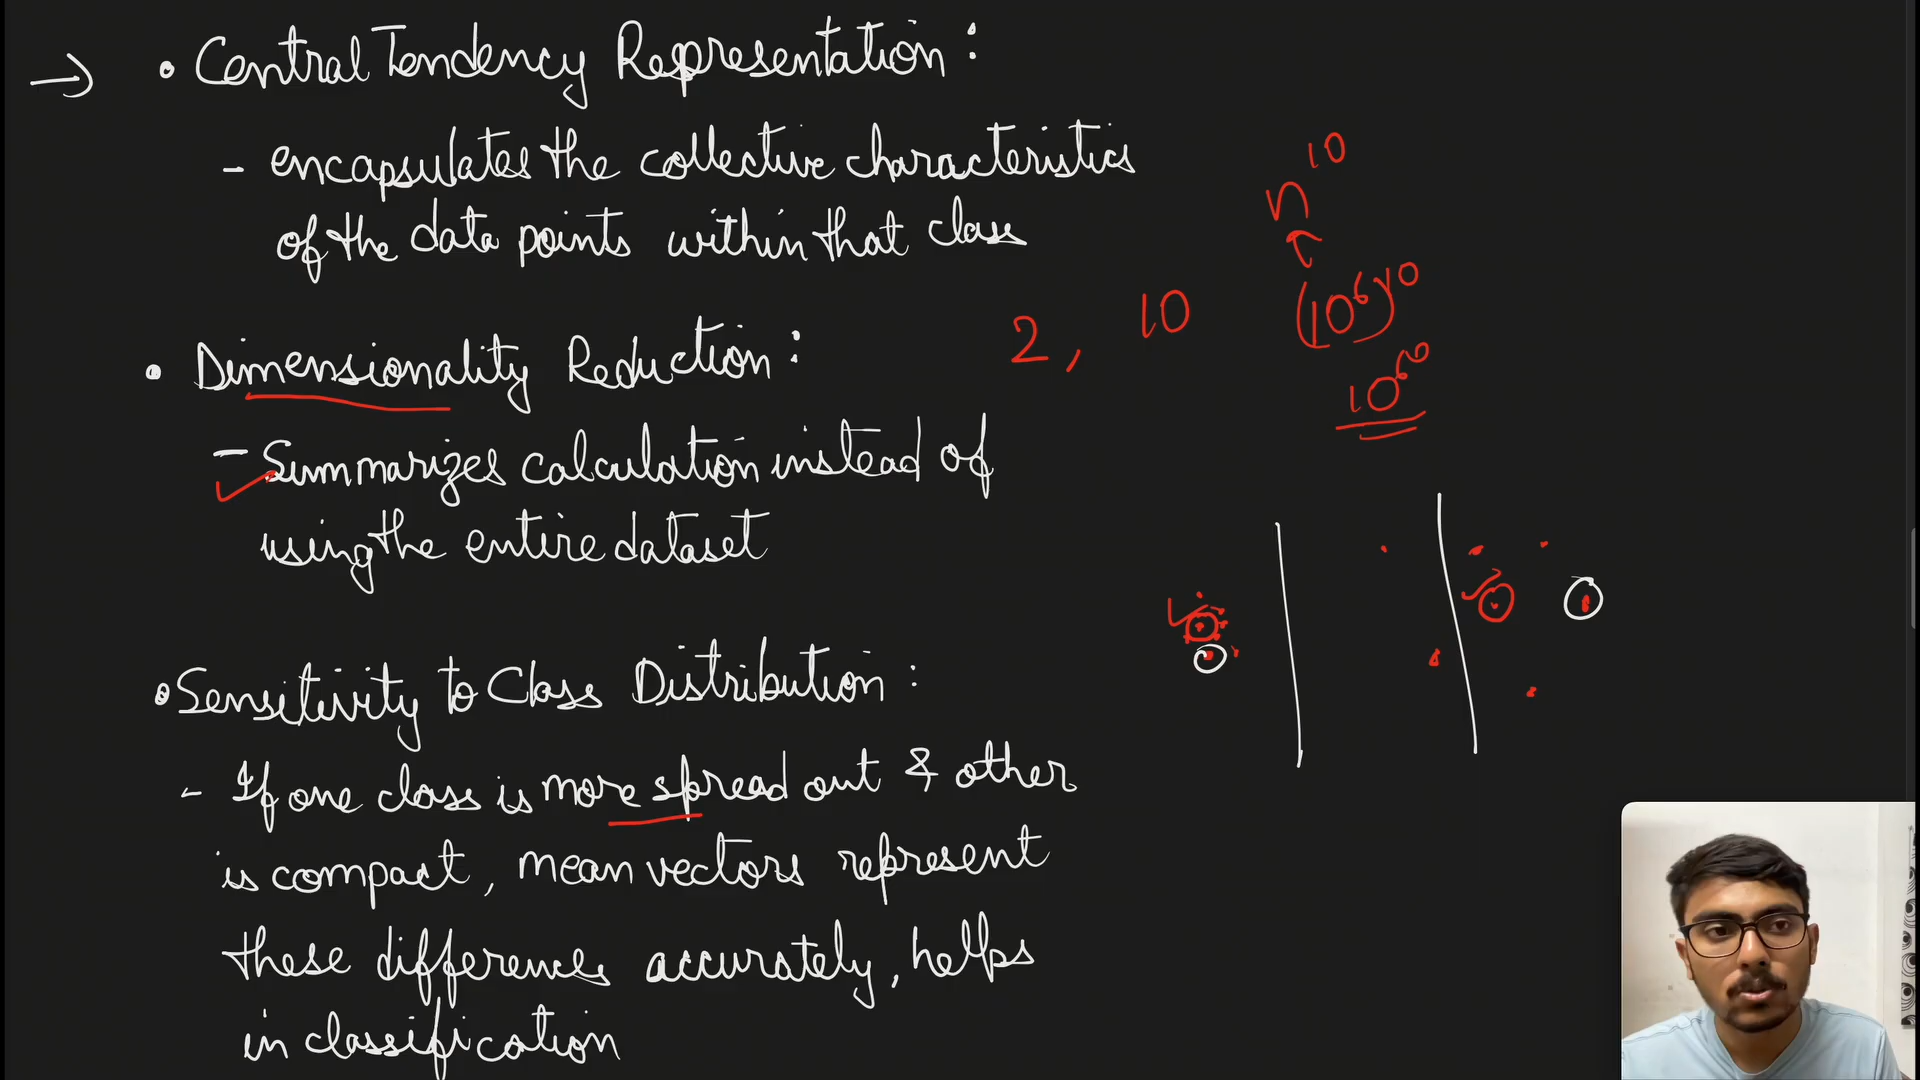 → • Central Tendency Representation :
- encapsulates the collective characteristics
of the data points within that class
• Dimensionality Reduction :
- Summarizes calculation instead of
using the entire dataset
• Sensitivity to Class Distribution :
- If one class is more spread out & other
is compact, mean vectors represent
these differences accurately, helps
in classification
n^10
↑
2, 10
(10^6)^10
10^60